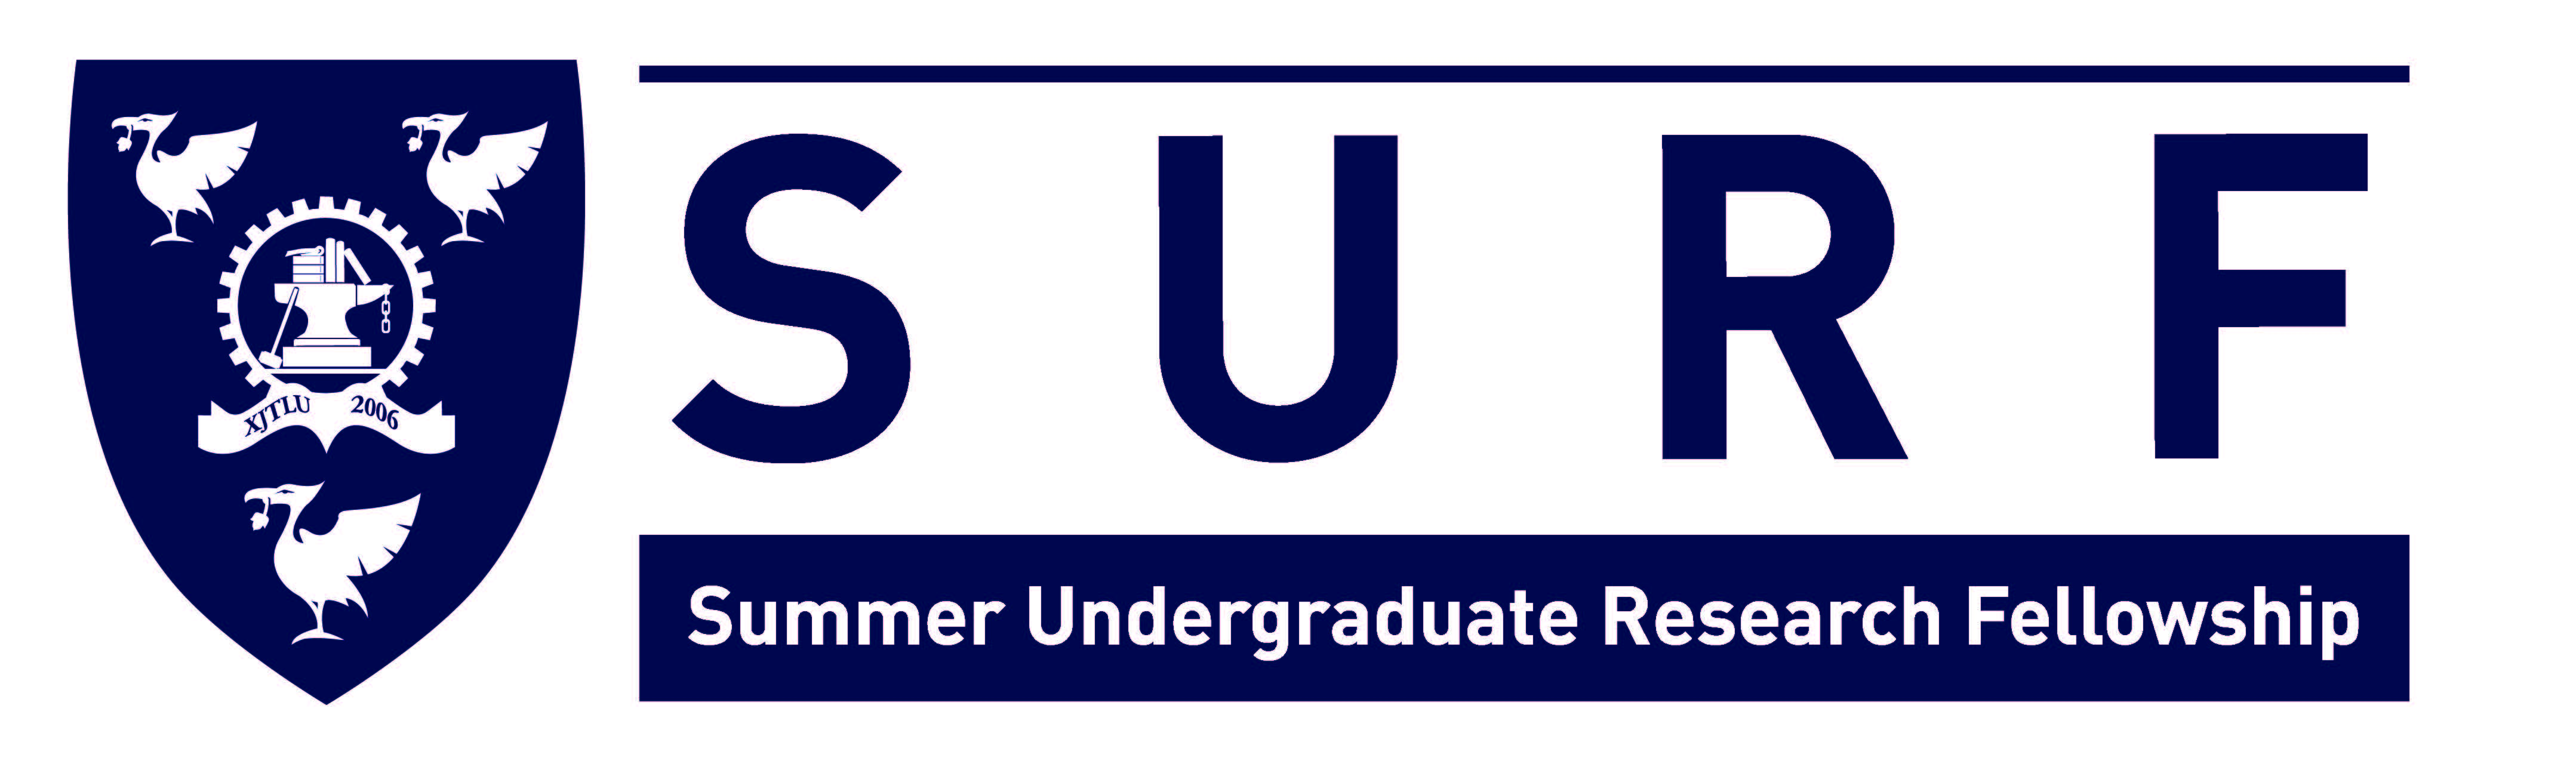 XJTLU 2006
SURF
Summer Undergraduate Research Fellowship